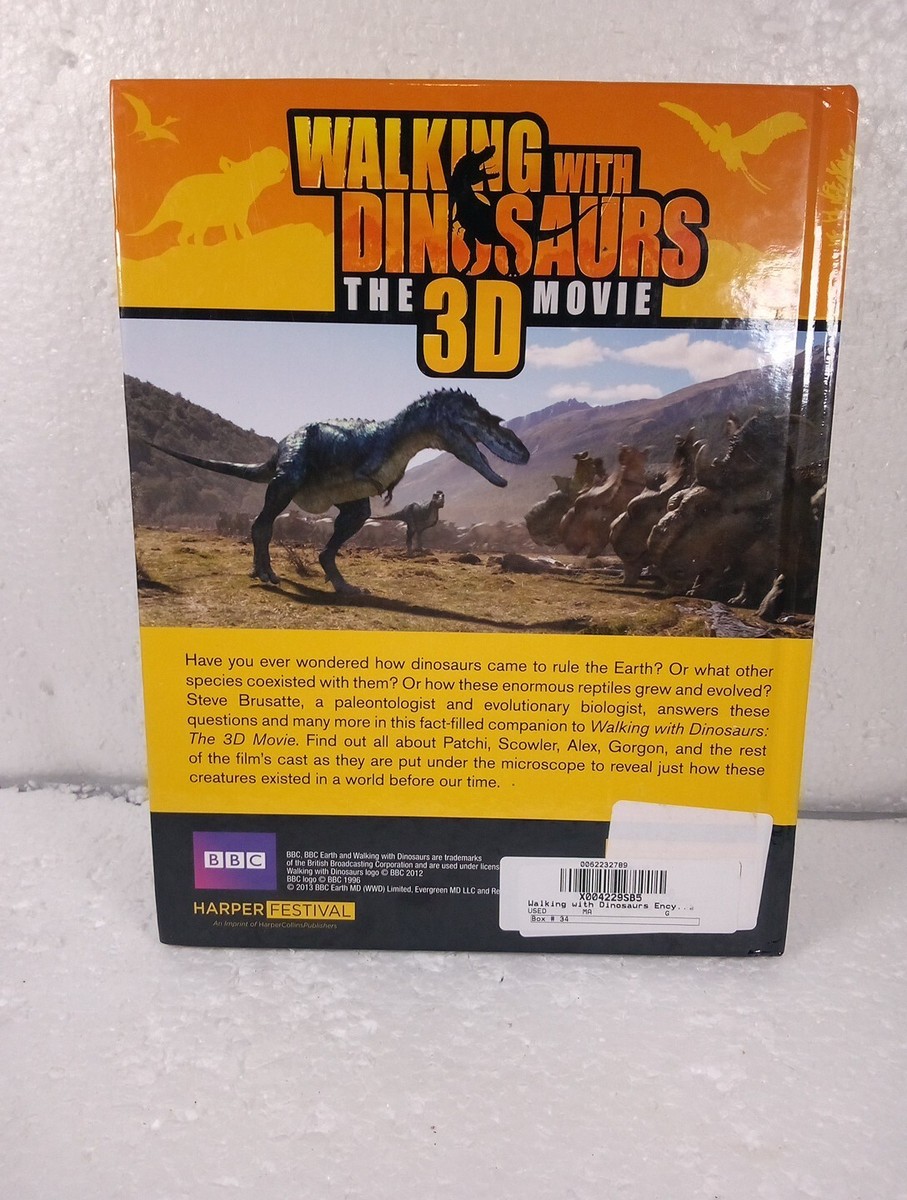 WALKING WITH
DINOSAURS
THE 3D MOVIE
Have you ever wondered how dinosaurs came to rule the Earth? Or what other
species coexisted with them? Or how these enormous reptiles grew and evolved?
Steve Brusatte, a paleontologist and evolutionary biologist, answers these
questions and many more in this fact-filled companion to Walking with Dinosaurs:
The 3D Movie. Find out all about Patchi, Scowler, Alex, Gorgon, and the rest
of the film's cast as they are put under the microscope to reveal just how these
creatures existed in a world before our time.
BBC
BBC, BBC Earth and Walking with Dinosaurs are trademarks
of the British Broadcasting Corporation and are used under licens
Walking with Dinosaurs logo © BBC 2012
BBC logo © BBC 1996
© 2013 BBC Earth MD (WWD) Limited, Evergreen MD LLC and Re
HARPER FESTIVAL
An Imprint of HarperCollinsPublishers
0062232789
X004229SB5
Walking with Dinosaurs Ency...
USED MA G
Box # 34